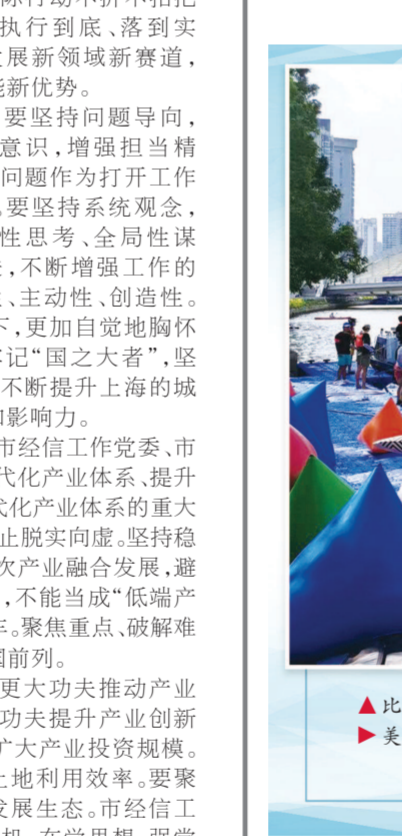 执行到底、落到实
展新领域新赛道，
新优势。
要坚持问题导向，
意识，增强担当精
问题作为打开工作
要坚持系统观念，
性思考、全局性谋
，不断增强工作的
、主动性、创造性。
下，更加自觉地胸怀
记“国之大者”，坚
不断提升上海的城
影响力。
市经信工作党委、市
代化产业体系、提升
代化产业体系的重大
止脱实向虚。坚持稳
次产业融合发展，避
，不能当成“低端产
。聚焦重点、破解难
前列。
更大功夫推动产业
功夫提升产业创新
扩大产业投资规模。
土地利用效率。要聚
发展生态。市经信工
▲比
▶美